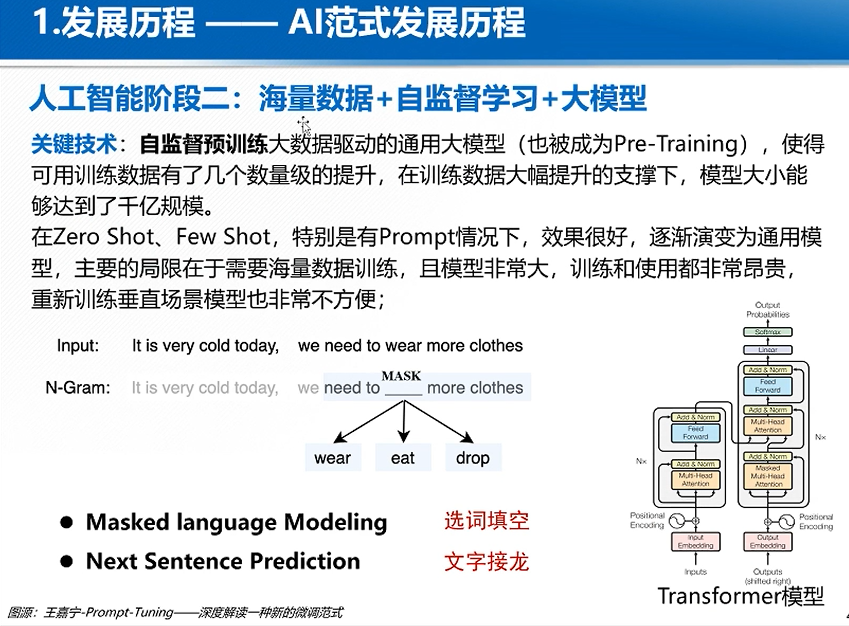 1.发展历程 —— AI范式发展历程
人工智能阶段二：海量数据+自监督学习+大模型
关键技术：自监督预训练大数据驱动的通用大模型（也被成为Pre-Training），使得
可用训练数据有了几个数量级的提升，在训练数据大幅提升的支撑下，模型大小能
够达到了千亿规模。
在Zero Shot、Few Shot，特别是有Prompt情况下，效果很好，逐渐演变为通用模
型，主要的局限在于需要海量数据训练，且模型非常大，训练和使用都非常昂贵，
重新训练垂直场景模型也非常不方便；
Input: It is very cold today, we need to wear more clothes
MASK
N-Gram: It is very cold today, we need to ____ more clothes
wear eat drop
Masked language Modeling 选词填空
Next Sentence Prediction 文字接龙
Output
Probabilities
Softmax
Linear
Add & Norm
Feed
Forward
Add & Norm
Multi-Head
Attention
Add & Norm
Masked
Multi-Head
Attention
Nx
Add & Norm
Feed
Forward
Add & Norm
Multi-Head
Attention
Nx
Positional
Encoding
Positional
Encoding
Input
Embedding
Output
Embedding
Inputs
Outputs
(shifted right)
Transformer模型
图源：王嘉宁-Prompt-Tuning——深度解读一种新的微调范式